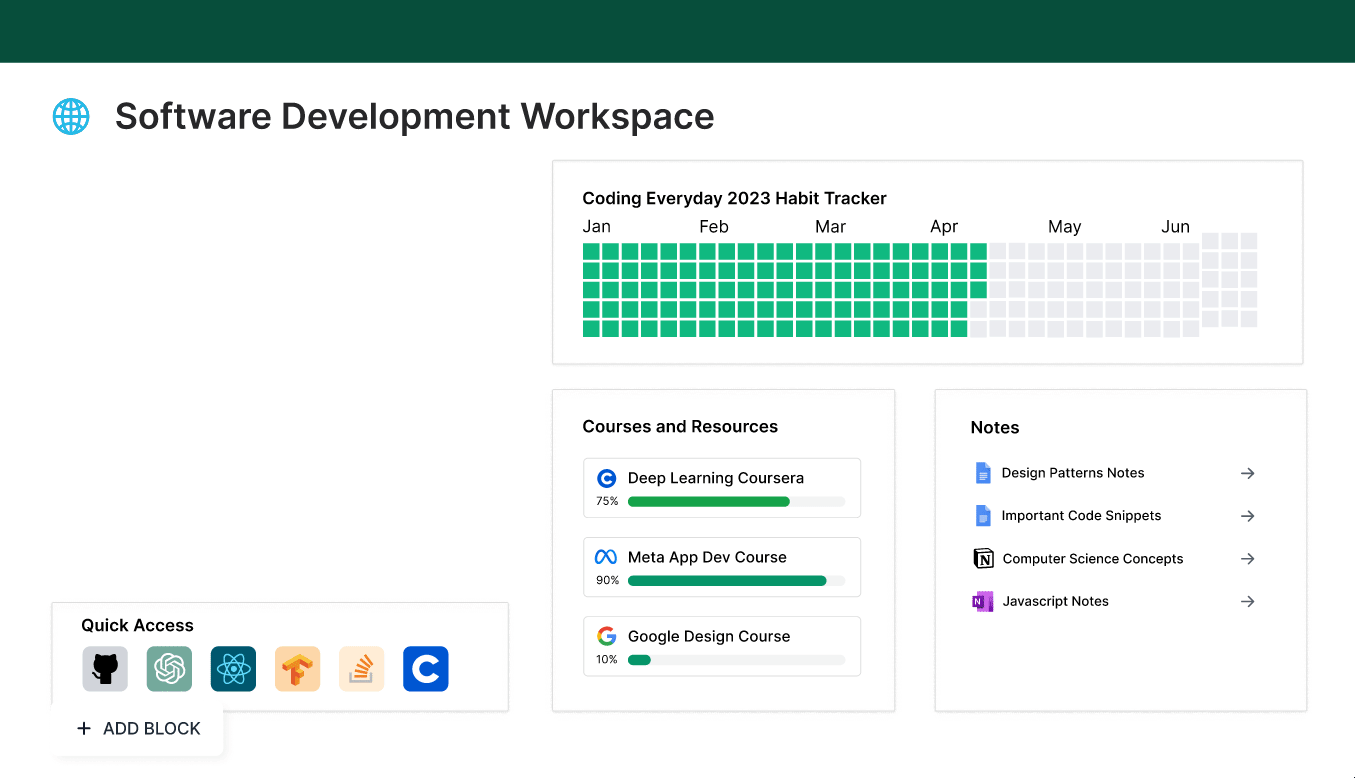 Software Development Workspace
Coding Everyday 2023 Habit Tracker
Jan Feb Mar Apr May Jun
Courses and Resources
Deep Learning Coursera
75%
Meta App Dev Course
90%
Google Design Course
10%
Notes
Design Patterns Notes
Important Code Snippets
Computer Science Concepts
Javascript Notes
Quick Access
+ ADD BLOCK